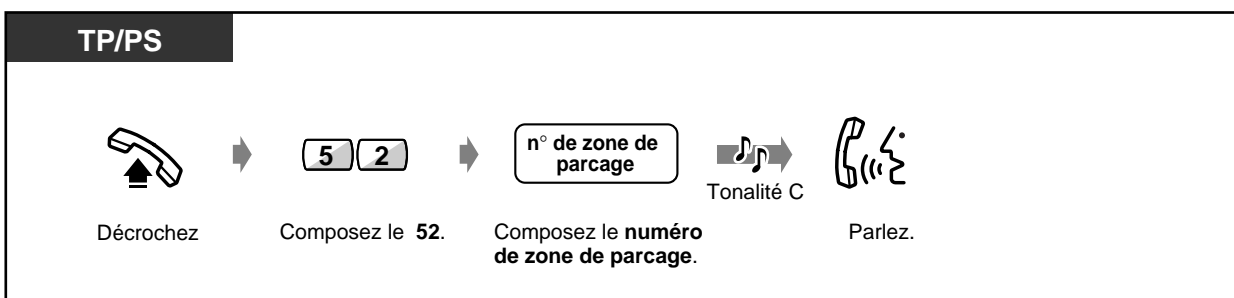 TP/PS
5 2
n° de zone de
parcage
Tonalité C
Décrochez
Composez le 52.
Composez le numéro
de zone de parcage.
Parlez.